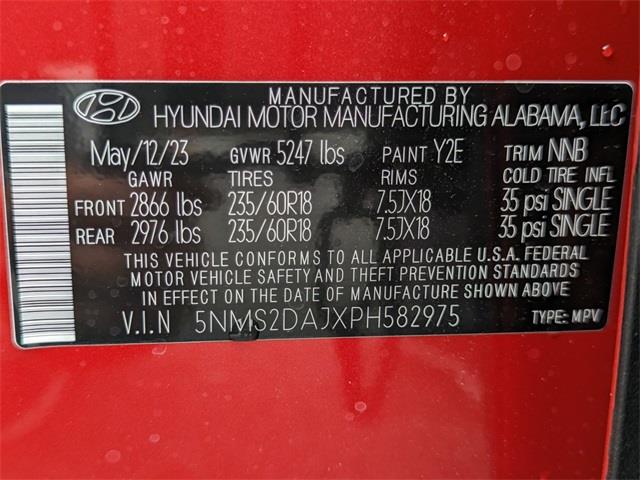 MANUFACTURED BY
HYUNDAI MOTOR MANUFACTURING ALABAMA, LLC
May/12/23 GVWR 5247 lbs PAINT Y2E TRIM NNB
GAWR TIRES RIMS COLD TIRE INFL
FRONT 2866 lbs 235/60R18 7.5JX18 35 psi SINGLE
REAR 2976 lbs 235/60R18 7.5JX18 35 psi SINGLE
THIS VEHICLE CONFORMS TO ALL APPLICABLE U.S.A. FEDERAL
MOTOR VEHICLE SAFETY AND THEFT PREVENTION STANDARDS
IN EFFECT ON THE DATE OF MANUFACTURE SHOWN ABOVE
V.I.N 5NMS2DAJXPH582975 TYPE: MPV